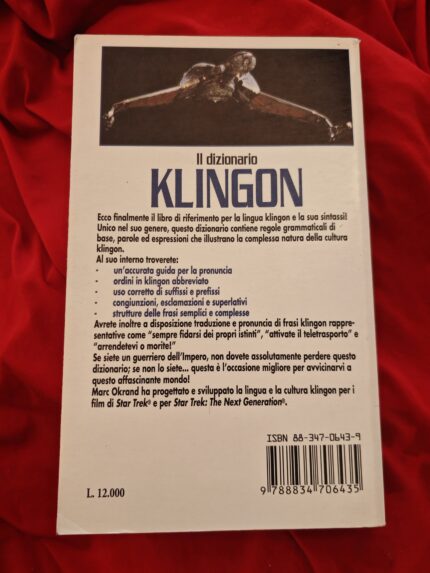 Il dizionario
KLINGON
Ecco finalmente il libro di riferimento per la lingua klingon e la sua sintassi!
Unico nel suo genere, questo dizionario contiene regole grammaticali di
base, parole ed espressioni che illustrano la complessa natura della cultura
klingon.
Al suo interno troverete:
- un'accurata guida per la pronuncia
- ordini in klingon abbreviato
- uso corretto di suffissi e prefissi
- congiunzioni, esclamazioni e superlativi
- strutture delle frasi semplici e complesse
Avrete inoltre a disposizione traduzione e pronuncia di frasi klingon rappre-
sentative come "sempre fidarsi dei propri istinti", "attivate il teletrasporto" e
"arrendetevi o morite!"
Se siete un guerriero dell'Impero, non dovete assolutamente perdere questo
dizionario; se non lo siete... questa è l'occasione migliore per avvicinarvi a
questo affascinante mondo!
Marc Okrand ha progettato e sviluppato la lingua e la cultura klingon per i
film di Star Trek® e per Star Trek: The Next Generation®.
ISBN 88-347-0643-9
L. 12.000
9 788834 706435